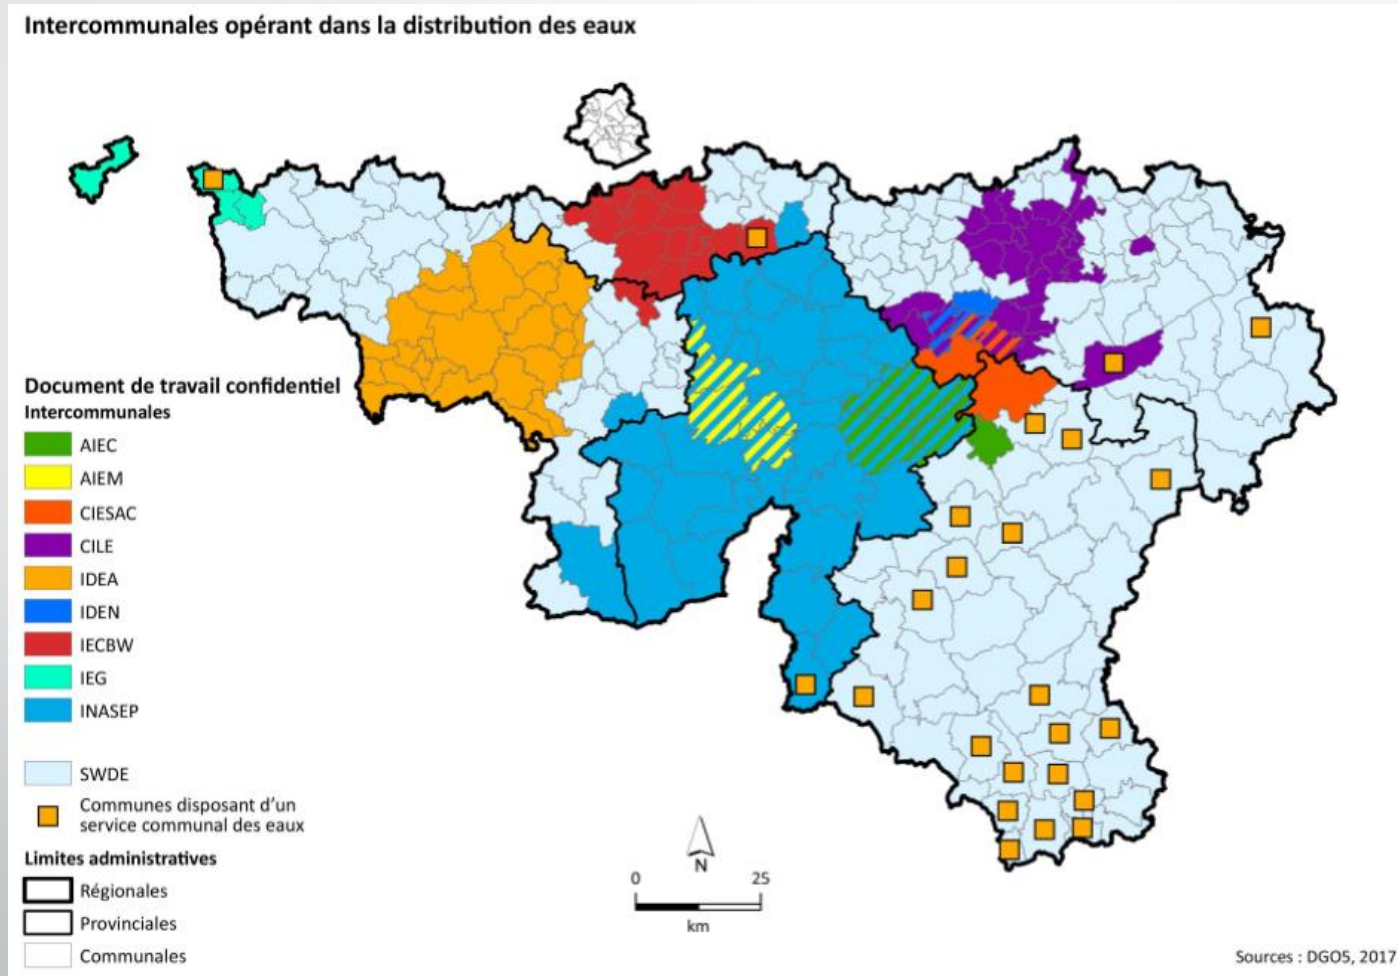 Intercommunales opérant dans la distribution des eaux
Document de travail confidentiel
Intercommunales
AIEC
AIEM
CIESAC
CILE
IDEA
IDEN
IECBW
IEG
INASEP
SWDE
Communes disposant d'un
service communal des eaux
Limites administratives
Régionales
Provinciales
Communales
N
0 25
km
Sources : DGO5, 2017